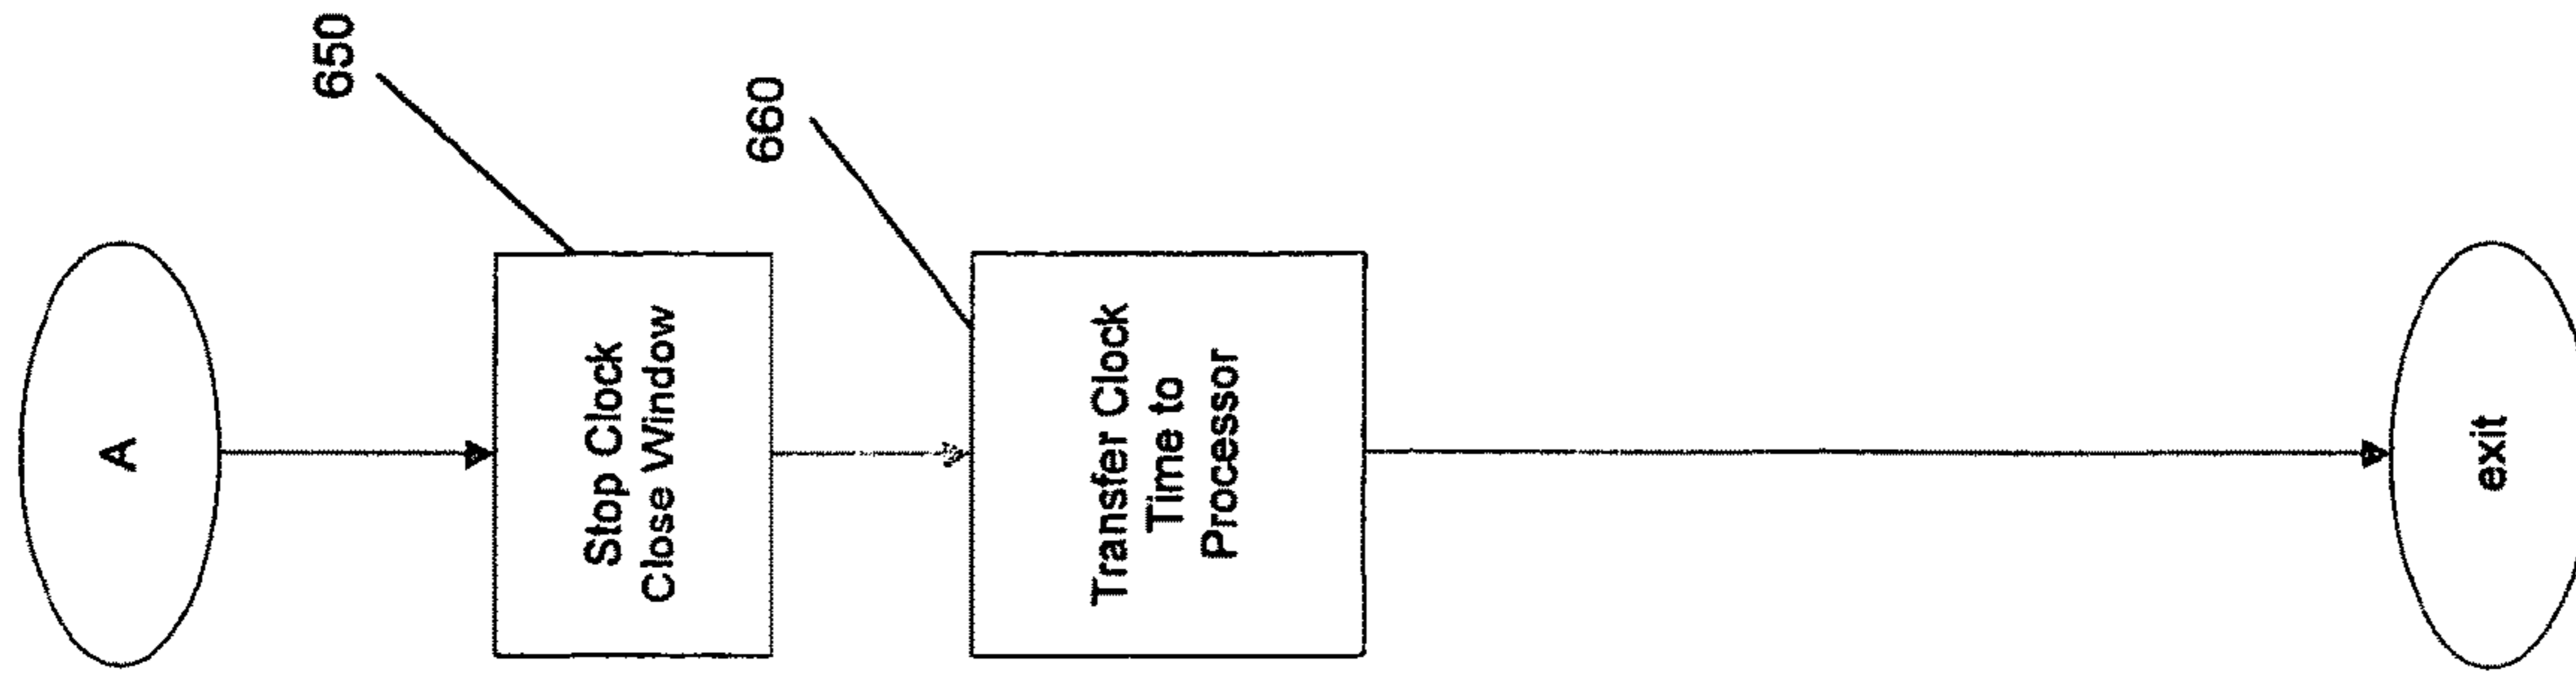 A
650
Stop Clock
Close Window
660
Transfer Clock
Time to
Processor
exit